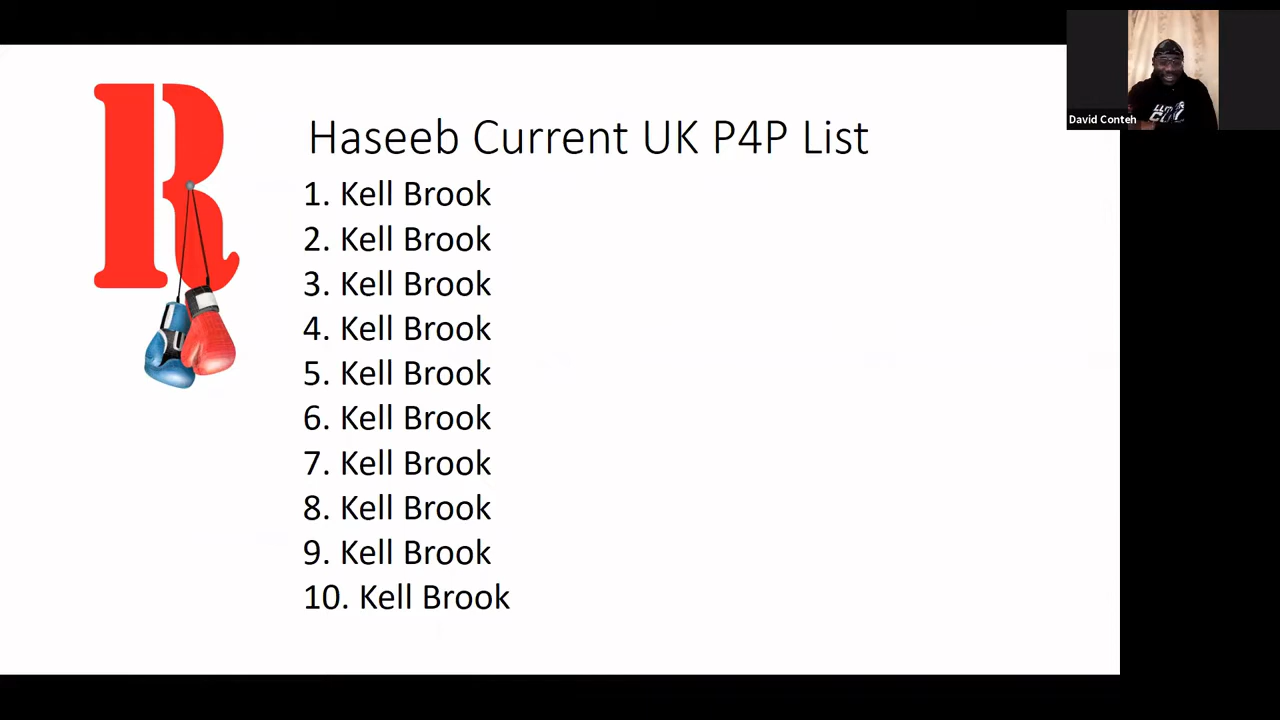 R
Haseeb Current UK P4P List
1. Kell Brook
2. Kell Brook
3. Kell Brook
4. Kell Brook
5. Kell Brook
6. Kell Brook
7. Kell Brook
8. Kell Brook
9. Kell Brook
10. Kell Brook
David Conteh